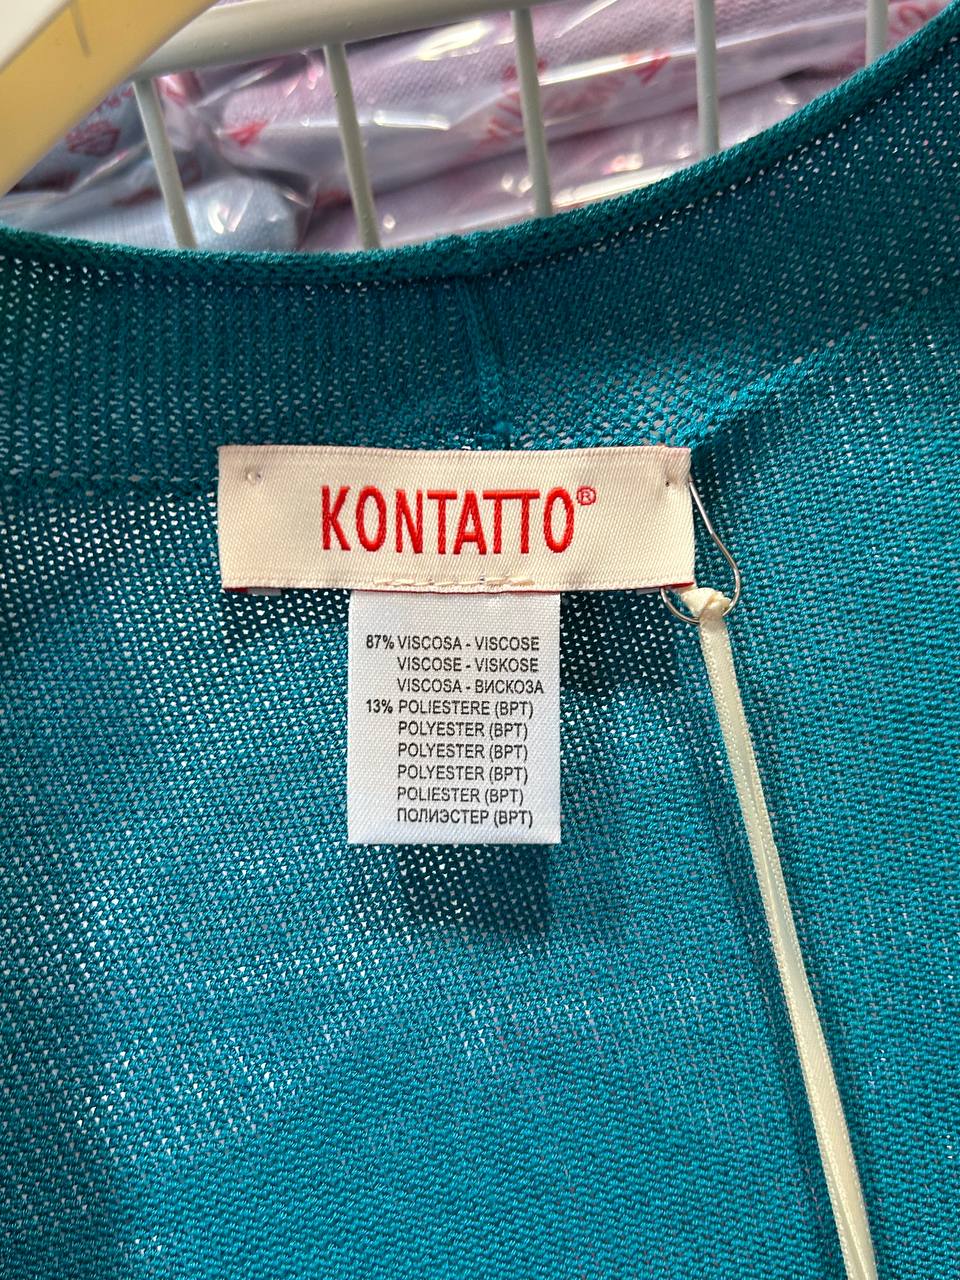 KONTATTO®
87% VISCOSA - VISCOSE
VISCOSE - VISKOSE
VISCOSA - ВИСКОЗА
13% POLIESTERE (BPT)
POLYESTER (BPT)
POLYESTER (BPT)
POLYESTER (BPT)
POLIESTER (BPT)
ПОЛИЭСТЕР (BPT)